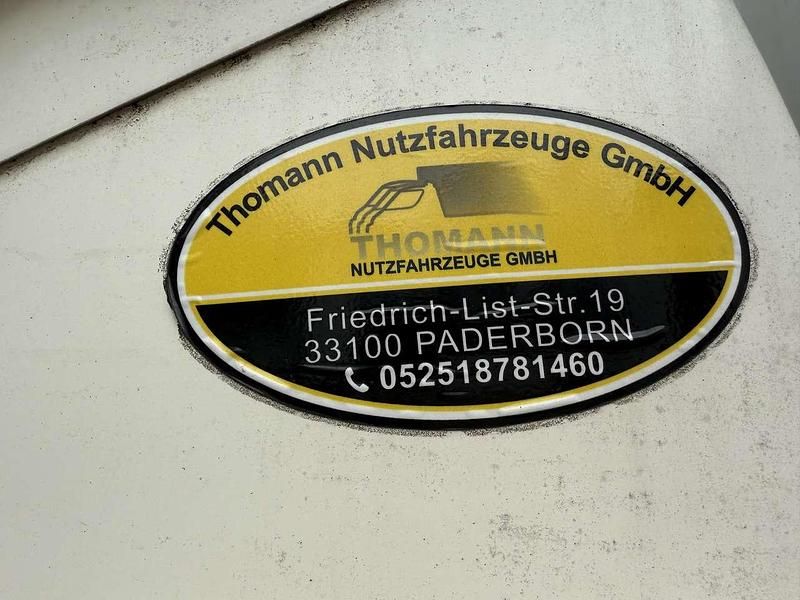 Thomann Nutzfahrzeuge GmbH
THOMANN
NUTZFAHRZEUGE GMBH
Friedrich-List-Str.19
33100 PADERBORN
052518781460